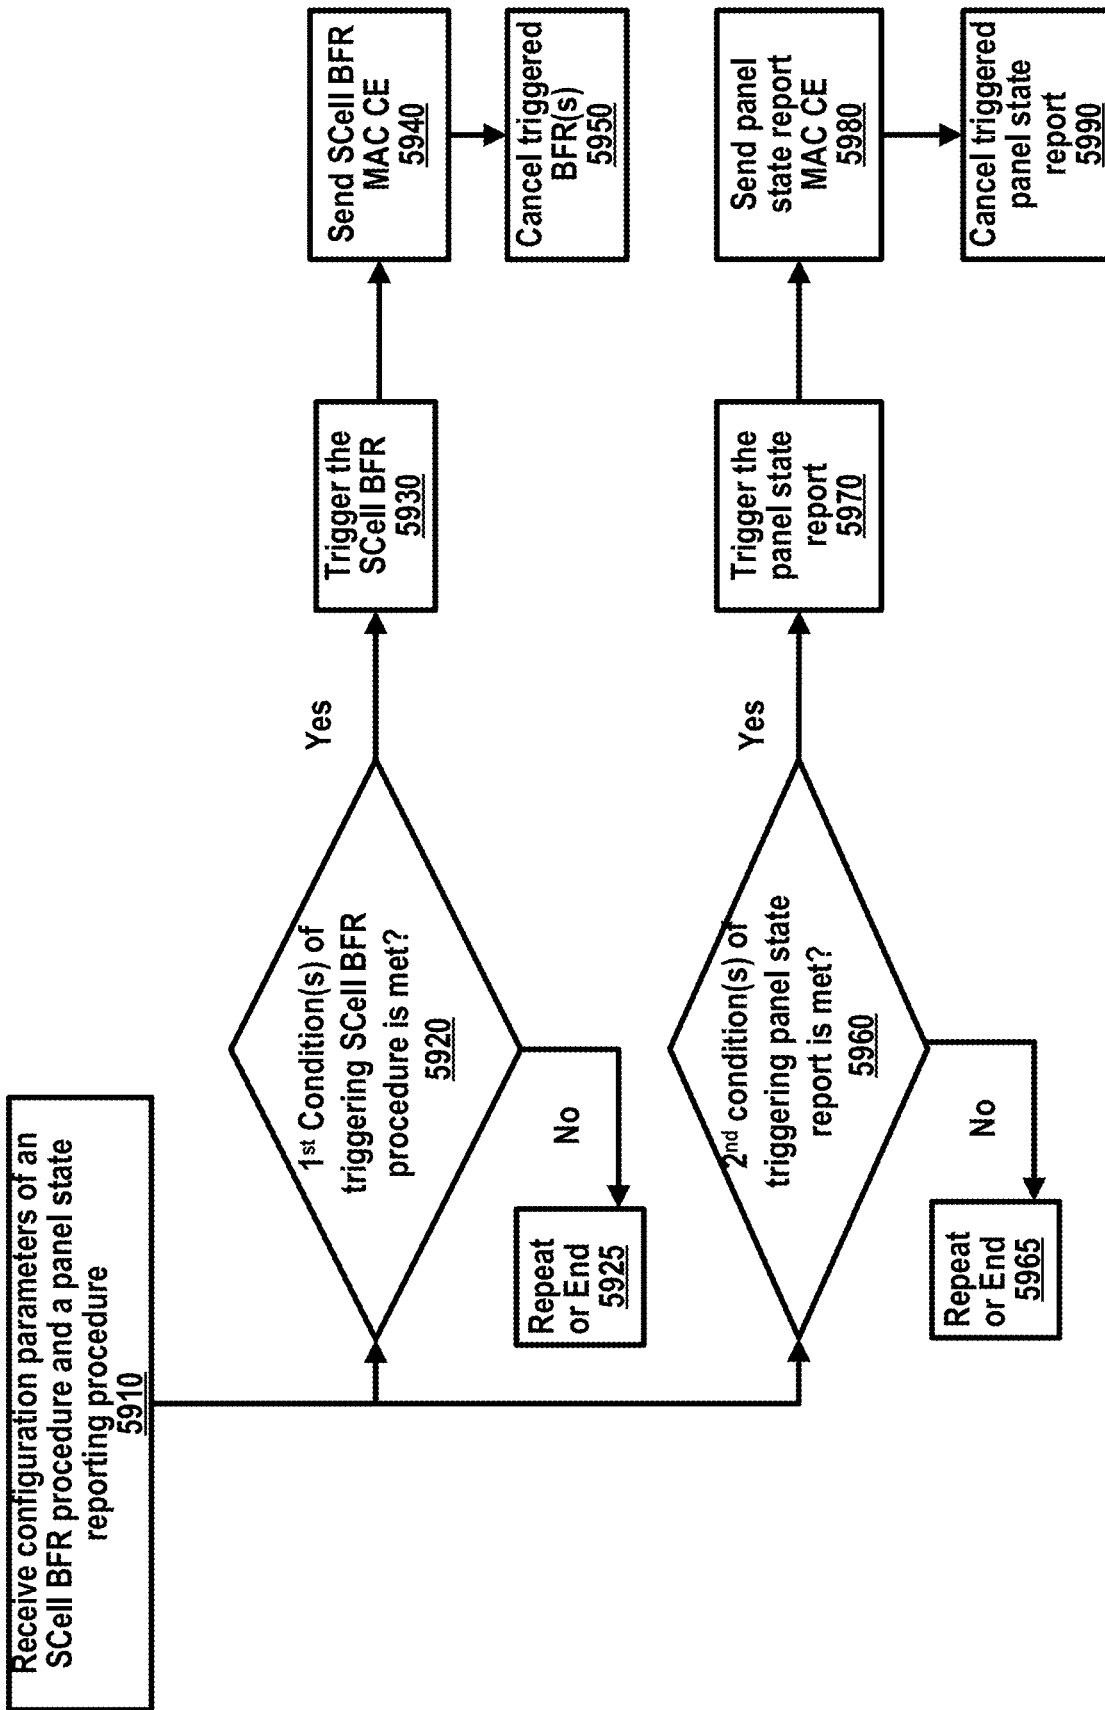 Receive configuration parameters of an
SCell BFR procedure and a panel state
reporting procedure
5910
1st Condition(s) of
triggering SCell BFR
procedure is met?
5920
Yes
No
Repeat
or End
5925
Trigger the
SCell BFR
5930
Send SCell BFR
MAC CE
5940
Cancel triggered
BFR(s)
5950
2nd condition(s) of
triggering panel state
report is met?
5960
Yes
No
Repeat
or End
5965
Trigger the
panel state
report
5970
Send panel
state report
MAC CE
5980
Cancel triggered
panel state
report
5990